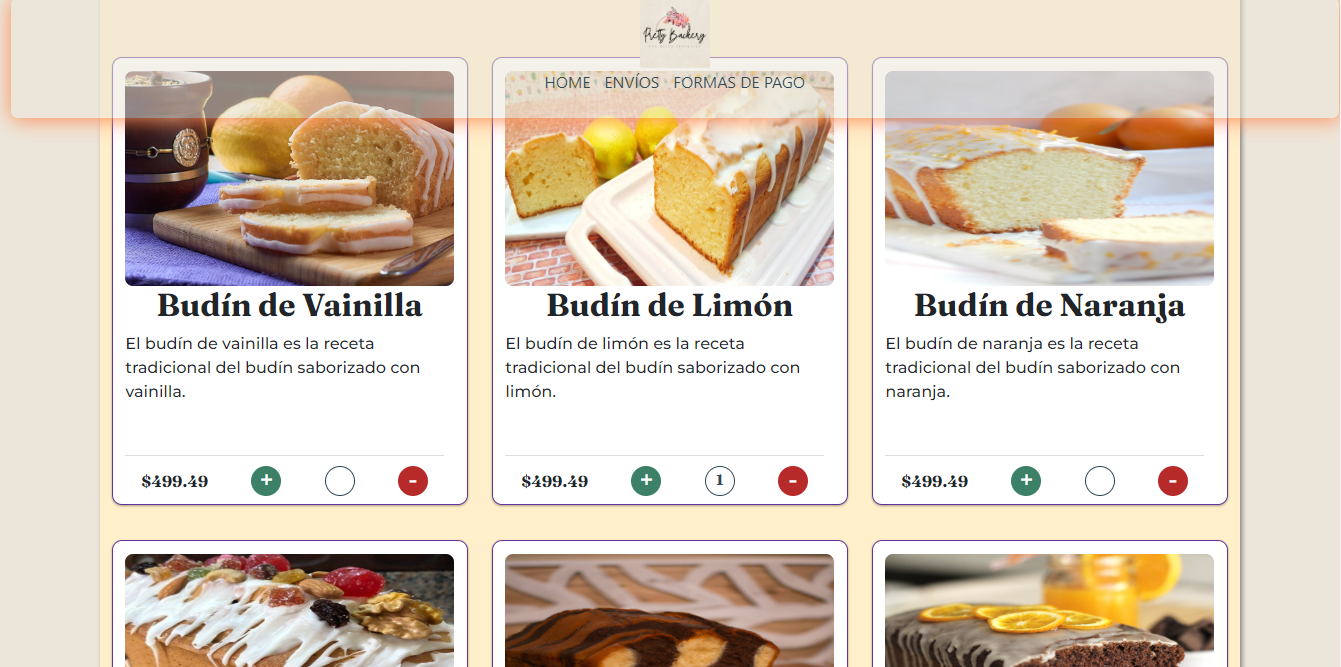 Prety Backery
HOME ENVÍOS FORMAS DE PAGO
Budín de Vainilla
El budín de vainilla es la receta
tradicional del budín saborizado con
vainilla.
$499.49 + -
Budín de Limón
El budín de limón es la receta
tradicional del budín saborizado con
limón.
$499.49 + 1 -
Budín de Naranja
El budín de naranja es la receta
tradicional del budín saborizado con
naranja.
$499.49 + -